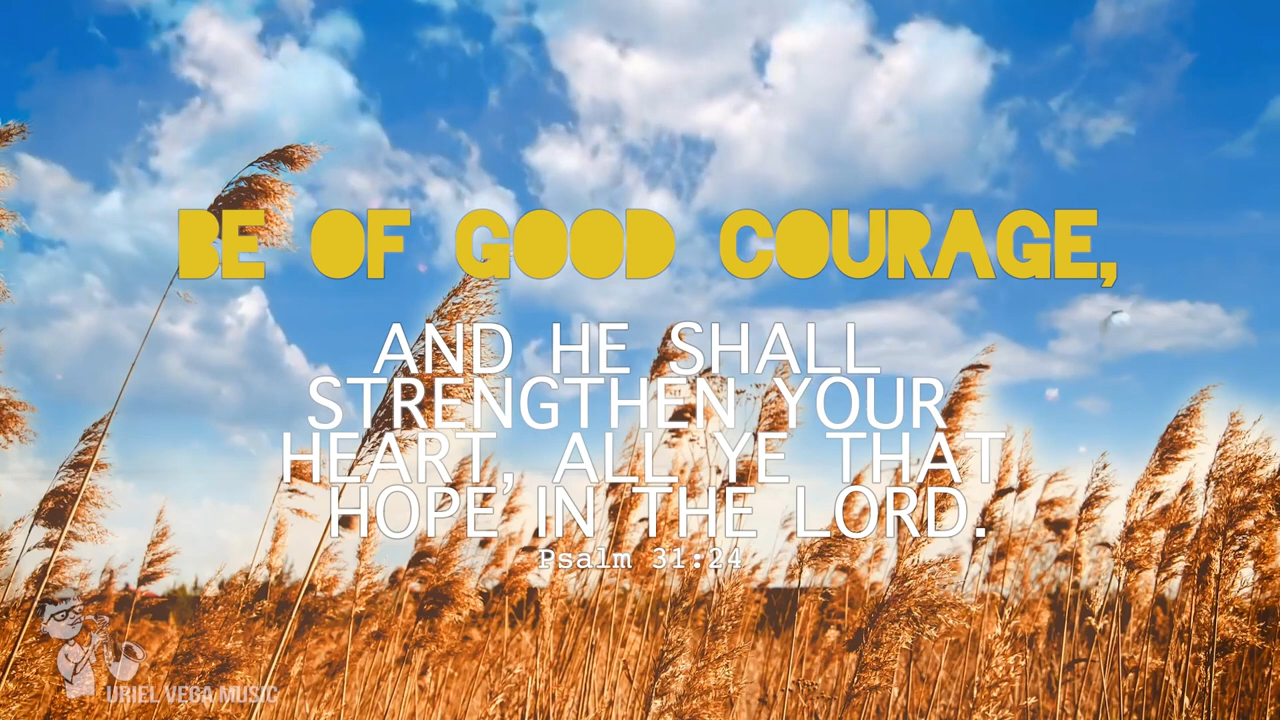 BE OF GOOD COURAGE,
AND HE SHALL
STRENGTHEN YOUR
HEART, ALL YE THAT
HOPE IN THE LORD.
Psalm 31:24
URIEL VEGA MUSIC